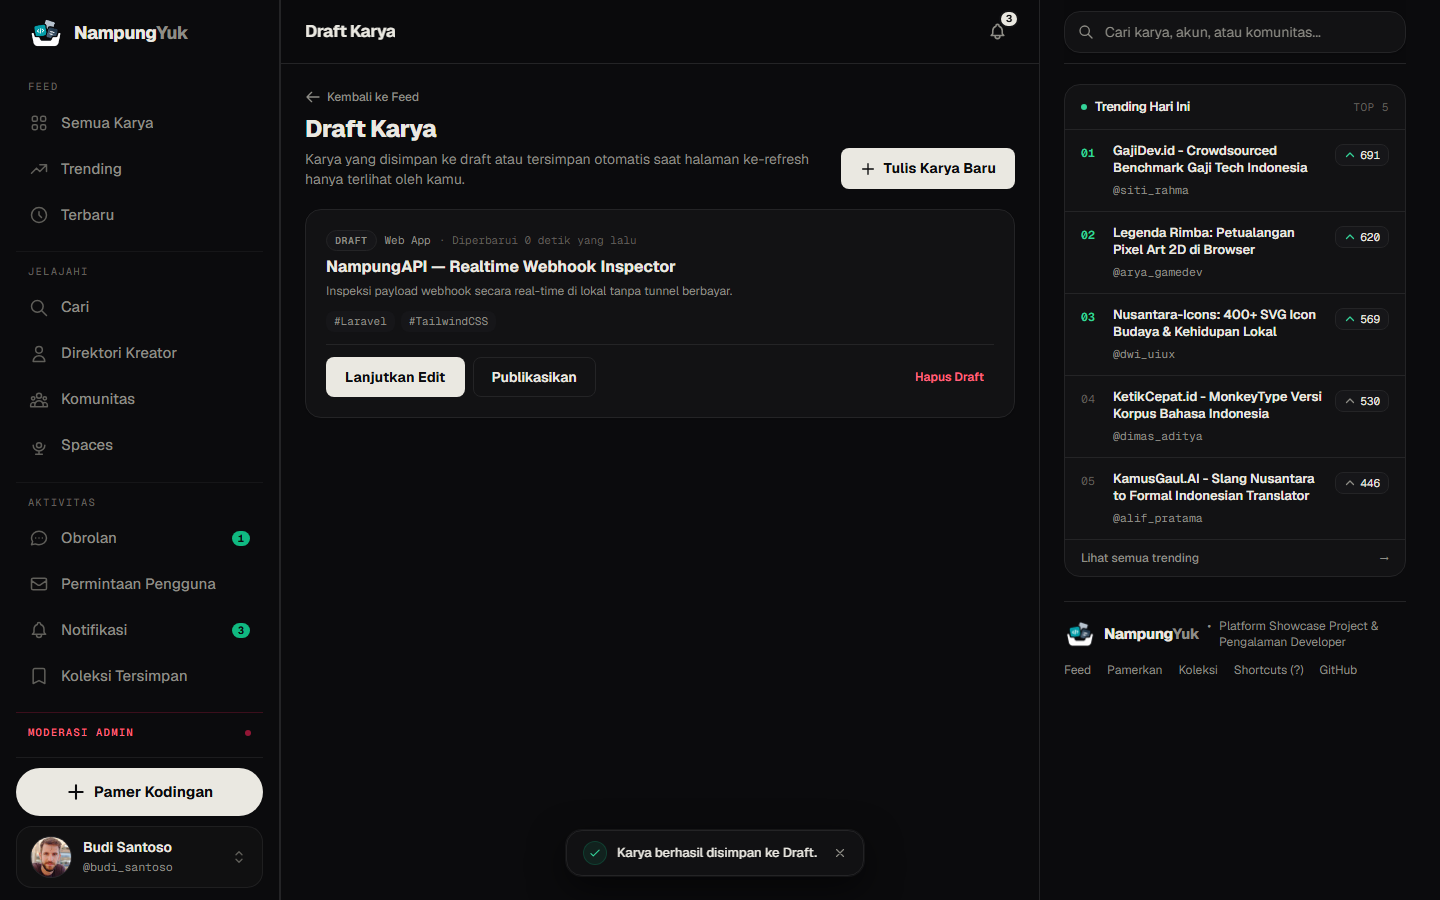 NampungYuk
FEED
Semua Karya
Trending
Terbaru
JELAJAHI
Cari
Direktori Kreator
Komunitas
Spaces
AKTIVITAS
Obrolan 1
Permintaan Pengguna
Notifikasi 3
Koleksi Tersimpan
MODERASI ADMIN
+ Pamer Kodingan
Budi Santoso
@budi_santoso
Draft Karya
3
← Kembali ke Feed
Draft Karya
Karya yang disimpan ke draft atau tersimpan otomatis saat halaman ke-refresh
hanya terlihat oleh kamu.
+ Tulis Karya Baru
DRAFT Web App · Diperbarui 0 detik yang lalu
NampungAPI — Realtime Webhook Inspector
Inspeksi payload webhook secara real-time di lokal tanpa tunnel berbayar.
#Laravel #TailwindCSS
Lanjutkan Edit Publikasikan Hapus Draft
Karya berhasil disimpan ke Draft. ×
Cari karya, akun, atau komunitas...
Trending Hari Ini TOP 5
01 GajiDev.id - Crowdsourced 691
Benchmark Gaji Tech Indonesia
@siti_rahma
02 Legenda Rimba: Petualangan 620
Pixel Art 2D di Browser
@arya_gamedev
03 Nusantara-Icons: 400+ SVG Icon 569
Budaya & Kehidupan Lokal
@dwi_uiux
04 KetikCepat.id - MonkeyType Versi 530
Korpus Bahasa Indonesia
@dimas_aditya
05 KamusGaul.AI - Slang Nusantara 446
to Formal Indonesian Translator
@alif_pratama
Lihat semua trending →
NampungYuk • Platform Showcase Project &
Pengalaman Developer
Feed Pamerkan Koleksi Shortcuts (?) GitHub